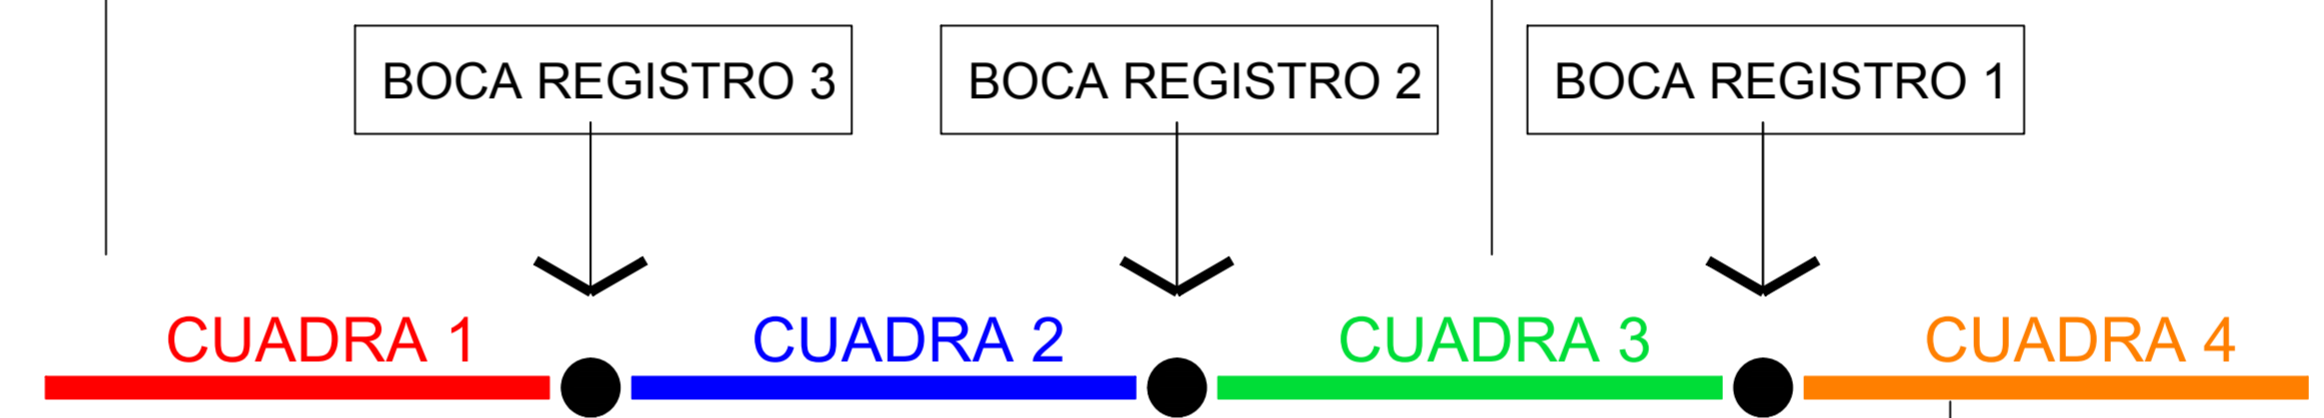 BOCA REGISTRO 3
BOCA REGISTRO 2
BOCA REGISTRO 1
CUADRA 1
CUADRA 2
CUADRA 3
CUADRA 4